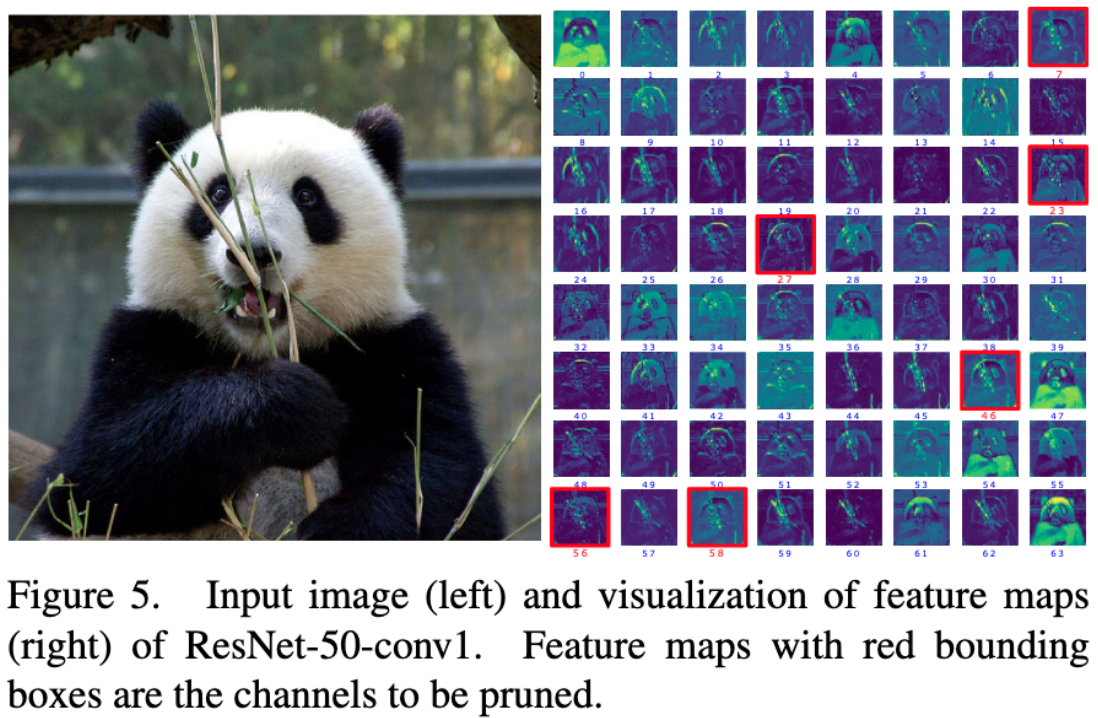 0 1 2 3 4 5 6 7
8 9 10 11 12 13 14 15
16 17 18 19 20 21 22 23
24 25 26 27 28 29 30 31
32 33 34 35 36 37 38 39
40 41 42 43 44 45 46 47
48 49 50 51 52 53 54 55
56 57 58 59 60 61 62 63
Figure 5. Input image (left) and visualization of feature maps
(right) of ResNet-50-conv1. Feature maps with red bounding
boxes are the channels to be pruned.